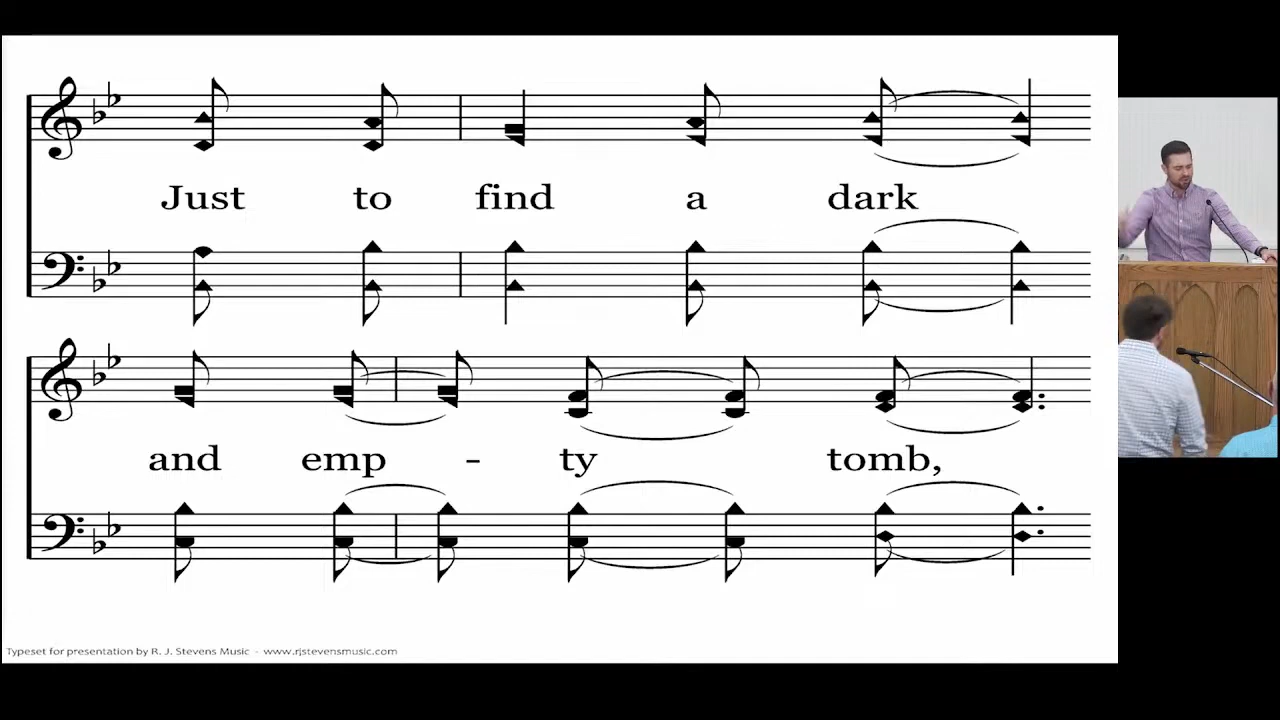 Just to find a dark
and emp - ty tomb,
Typeset for presentation by R. J. Stevens Music - www.rjstevensmusic.com